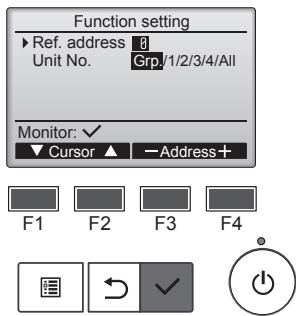 Function setting
▶Ref. address 0
Unit No. Grp./1/2/3/4/All
Monitor: ✓
▼ Cursor ▲ −Address+
F1 F2 F3 F4